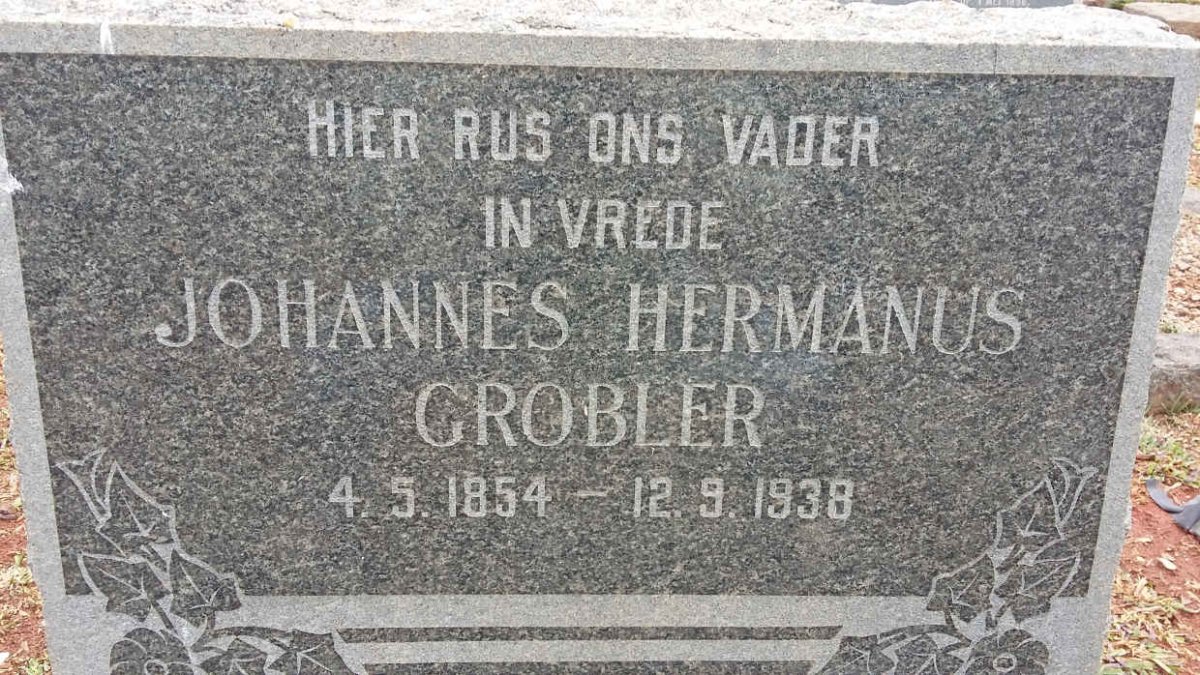 HIER RUS ONS VADER
IN VREDE
JOHANNES HERMANUS
GROBLER
4.5.1854 – 12.9.1938